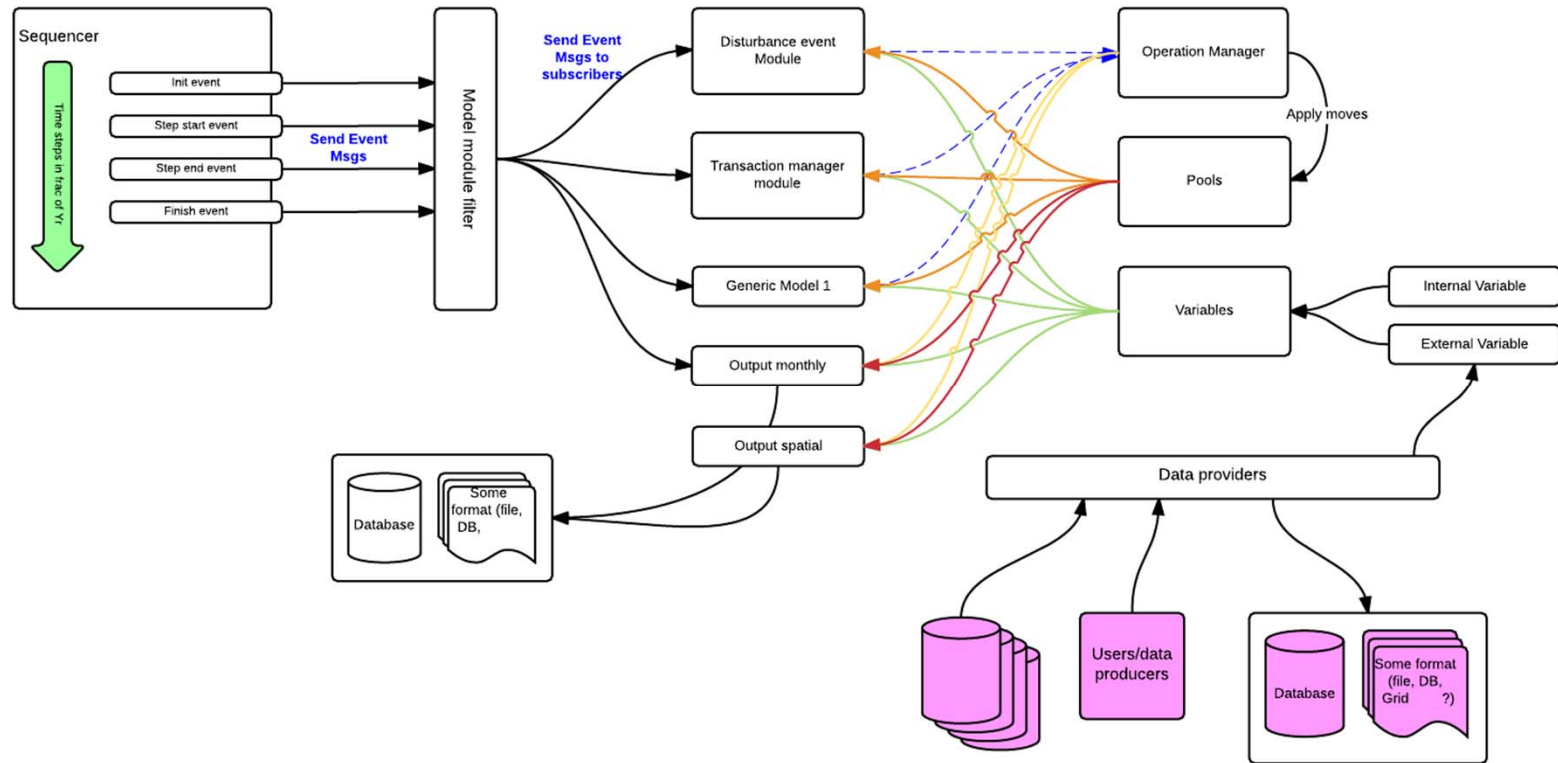 Sequencer
Time steps in frac of Yr
Init event
Step start event
Step end event
Finish event
Send Event
Msgs
Model module filter
Send Event
Msgs to
subscribers
Disturbance event
Module
Transaction manager
module
Generic Model 1
Output monthly
Output spatial
Operation Manager
Apply moves
Pools
Variables
Internal Variable
External Variable
Database
Some
format (file,
DB,
Data providers
Users/data
producers
Database
Some format
(file, DB,
Grid ?)